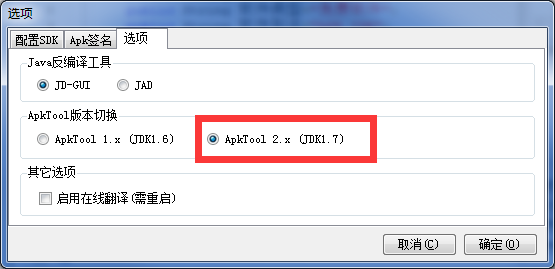 选项
配置SDK Apk签名 选项
Java反编译工具
JD-GUI JAD
ApkTool版本切换
ApkTool 1.x (JDK1.6) ApkTool 2.x (JDK1.7)
其它选项
启用在线翻译(需重启)
取消(C) 确定(O)